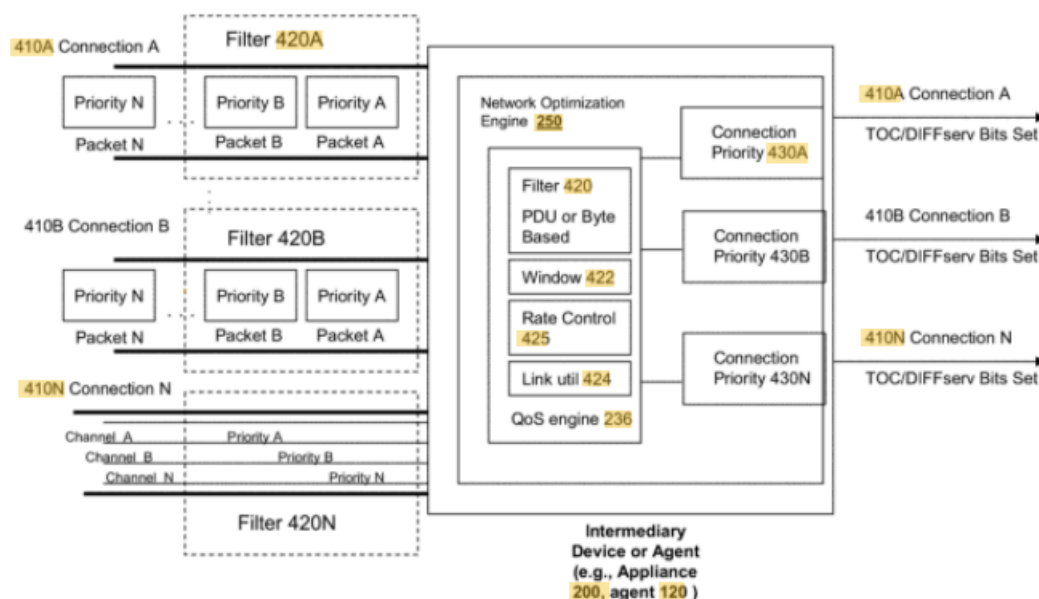 410A Connection A
Filter 420A
Priority N
Priority B
Priority A
Packet N
Packet B
Packet A
410B Connection B
Filter 420B
Priority N
Priority B
Priority A
Packet N
Packet B
Packet A
410N Connection N
Channel A
Priority A
Channel B
Priority B
Channel N
Priority N
Filter 420N
Network Optimization
Engine 250
Filter 420
PDU or Byte
Based
Window 422
Rate Control
425
Link util 424
QoS engine 236
Connection
Priority 430A
Connection
Priority 430B
Connection
Priority 430N
Intermediary
Device or Agent
(e.g., Appliance
200, agent 120 )
410A Connection A
TOC/DIFFserv Bits Set
410B Connection B
TOC/DIFFserv Bits Set
410N Connection N
TOC/DIFFserv Bits Set